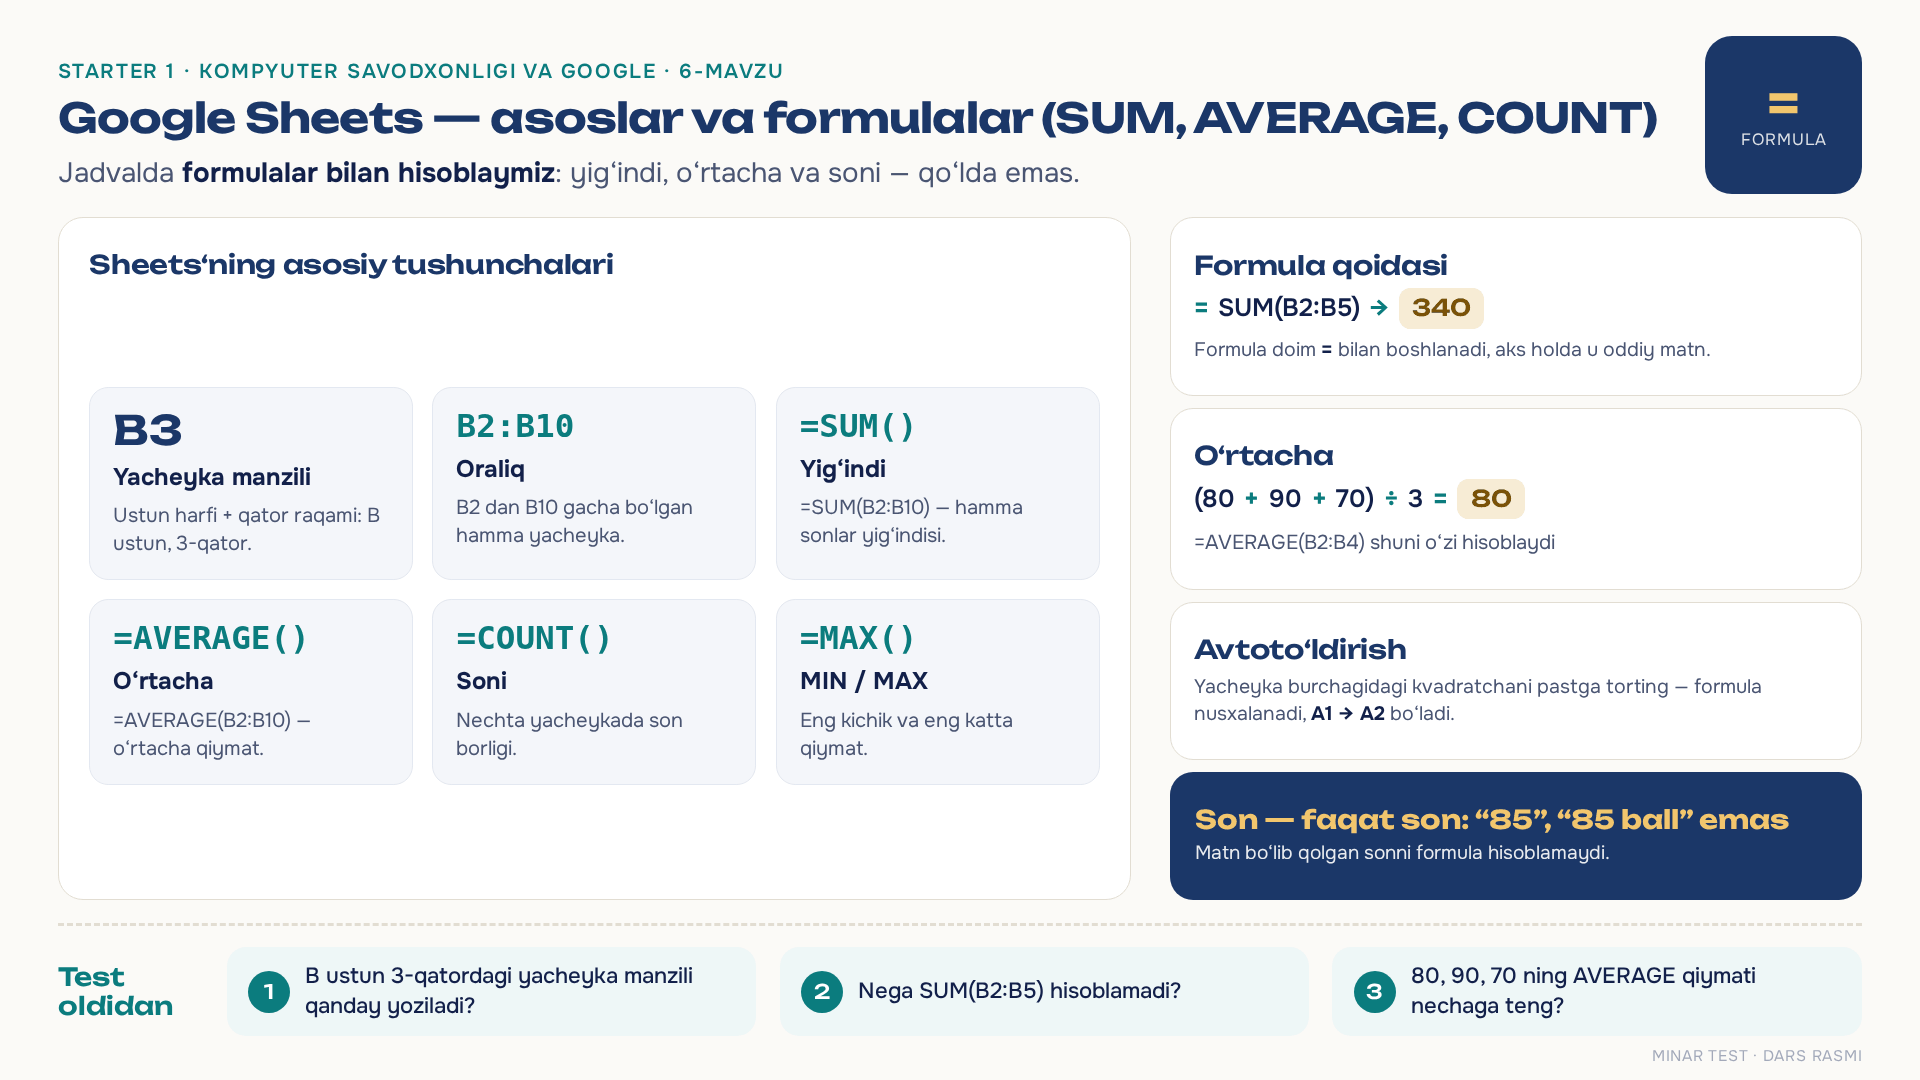 STARTER 1 · KOMPYUTER SAVODXONLIGI VA GOOGLE · 6-MAVZU
Google Sheets — asoslar va formulalar (SUM, AVERAGE, COUNT)
Jadvalda formulalar bilan hisoblaymiz: yig‘indi, o‘rtacha va soni — qo‘lda emas.
=
FORMULA
Sheets‘ning asosiy tushunchalari
B3
Yacheyka manzili
Ustun harfi + qator raqami: B
ustun, 3-qator.
B2:B10
Oraliq
B2 dan B10 gacha bo‘lgan
hamma yacheyka.
=SUM()
Yig‘indi
=SUM(B2:B10) — hamma
sonlar yig‘indisi.
=AVERAGE()
O‘rtacha
=AVERAGE(B2:B10) —
o‘rtacha qiymat.
=COUNT()
Soni
Nechta yacheykada son
borligi.
=MAX()
MIN / MAX
Eng kichik va eng katta
qiymat.
Formula qoidasi
= SUM(B2:B5) → 340
Formula doim = bilan boshlanadi, aks holda u oddiy matn.
O‘rtacha
(80 + 90 + 70) ÷ 3 = 80
=AVERAGE(B2:B4) shuni o‘zi hisoblaydi
Avtoto‘ldirish
Yacheyka burchagidagi kvadratchani pastga torting — formula
nusxalanadi, A1 → A2 bo‘ladi.
Son — faqat son: “85”, “85 ball” emas
Matn bo‘lib qolgan sonni formula hisoblamaydi.
Test
oldidan
1
B ustun 3-qatordagi yacheyka manzili
qanday yoziladi?
2
Nega SUM(B2:B5) hisoblamadi?
3
80, 90, 70 ning AVERAGE qiymati
nechaga teng?
MINAR TEST · DARS RASMI